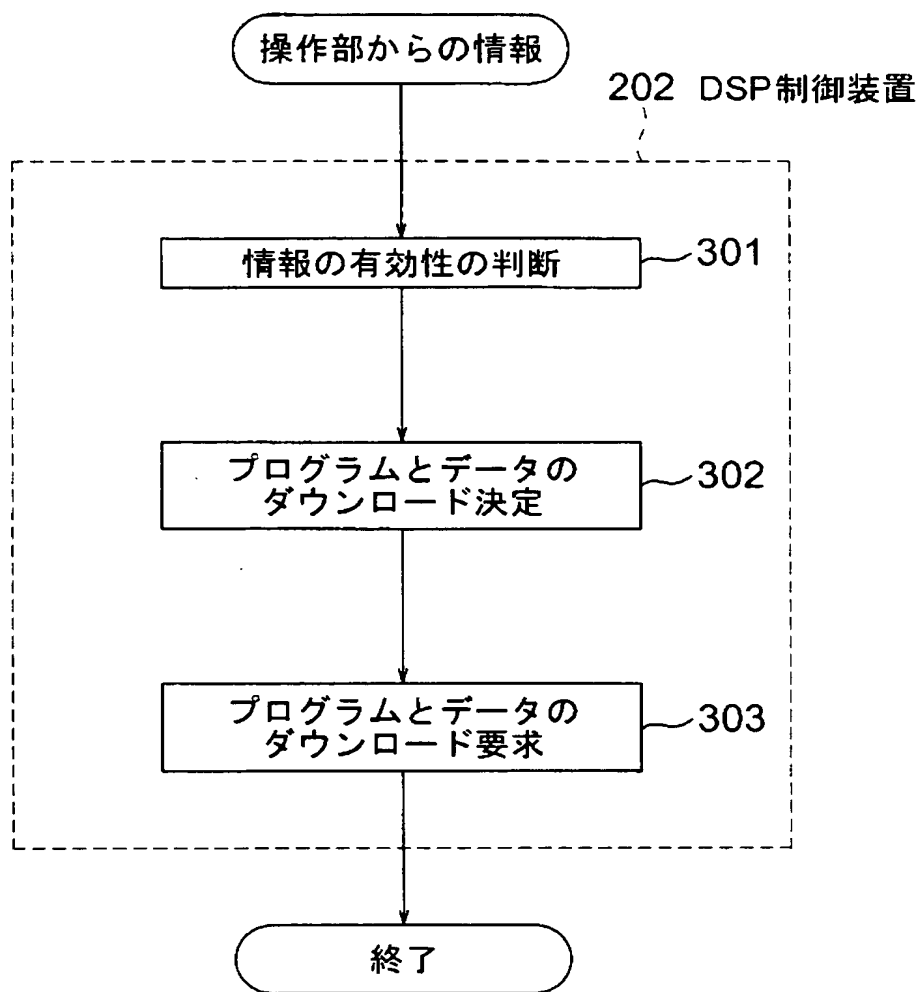 操作部からの情報
202 DSP制御装置
情報の有効性の判断
301
プログラムとデータの
ダウンロード決定
302
プログラムとデータの
ダウンロード要求
303
終了